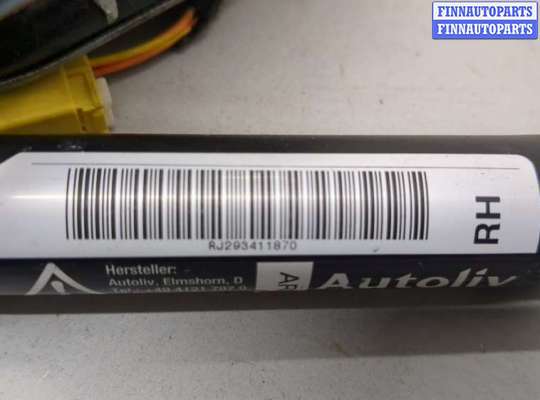 FINNAUTOPARTS
FINNAUTOPARTS
RJ293411870
RH
Hersteller:
Autoliv, Elmshorn, D
Autoliv